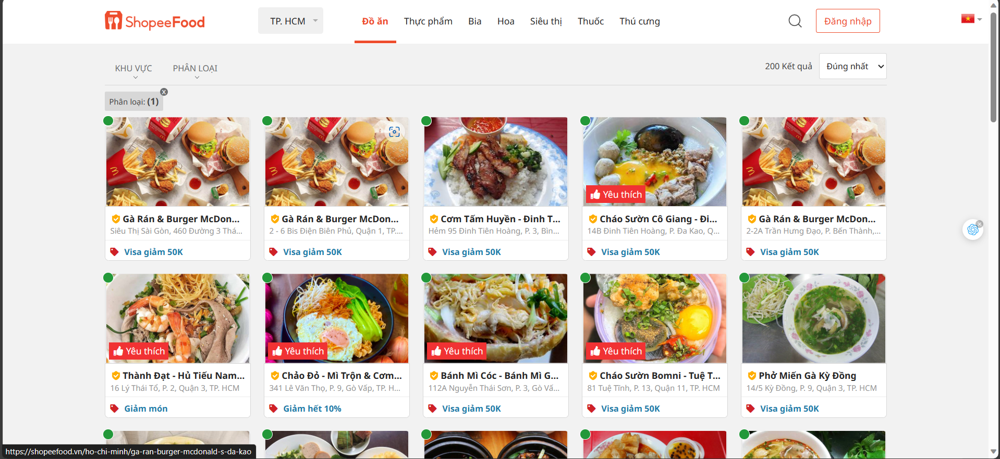 ShopeeFood
TP. HCM
Đồ ăn
Thực phẩm
Bia
Hoa
Siêu thị
Thuốc
Thú cưng
Đăng nhập
KHU VỰC
PHÂN LOẠI
200 Kết quả
Đúng nhất
Phân loại: (1)
x
Yêu thích
Gà Rán & Burger McDon...
Siêu Thị Sài Gòn, 460 Đường 3 Thá...
Visa giảm 50K
Gà Rán & Burger McDon...
2 - 6 Bis Điện Biên Phủ, Quận 1, TP....
Visa giảm 50K
Cơm Tấm Huyền - Đinh T...
Hẻm 95 Đinh Tiên Hoàng, P. 3, Bìn...
Visa giảm 50K
Cháo Sườn Cô Giang - Đi...
14B Đinh Tiên Hoàng, P. Đa Kao, Q...
Visa giảm 50K
Gà Rán & Burger McDon...
2-2A Trần Hưng Đạo, P. Bến Thành,...
Visa giảm 50K
Yêu thích
Thành Đạt - Hủ Tiếu Nam...
16 Lý Thái Tổ, P. 2, Quận 3, TP. HCM
Giảm món
Yêu thích
Chảo Đỏ - Mì Trộn & Cơm...
341 Lê Văn Thọ, P. 9, Gò Vấp, TP. H...
Giảm hết 10%
Yêu thích
Bánh Mì Cóc - Bánh Mì G...
112A Nguyễn Thái Sơn, P. 3, Gò Vấ...
Visa giảm 50K
Yêu thích
Cháo Sườn Bomni - Tuệ T...
81 Tuệ Tĩnh, P. 13, Quận 11, TP. HCM
Visa giảm 50K
Phở Miến Gà Kỳ Đồng
14/5 Kỳ Đồng, P. 9, Quận 3, TP. HCM
Visa giảm 50K
https://shopeefood.vn/ho-chi-minh/ga-ran-burger-mcdonald-s-da-kao